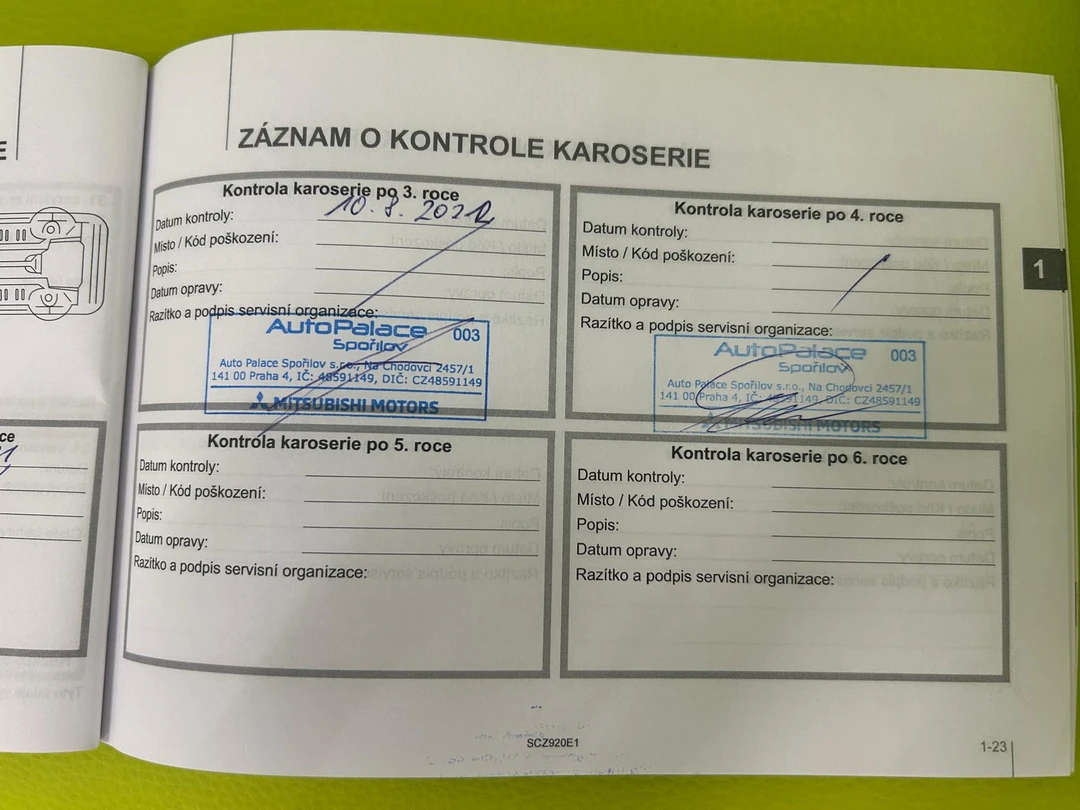 E
ce
ZÁZNAM O KONTROLE KAROSERIE
Kontrola karoserie po 3. roce
Datum kontroly:
Místo / Kód poškození:
Popis:
Datum opravy:
Razítko a podpis servisní organizace:
AutoPalace
Spořilov
003
Auto Palace Spořilov s.r.o., Na Chodovci 2457/1
141 00 Praha 4, IČ: 48591149, DIČ: CZ48591149
MITSUBISHI MOTORS
Kontrola karoserie po 4. roce
Datum kontroly:
Místo / Kód poškození:
Popis:
Datum opravy:
Razítko a podpis servisní organizace:
AutoPalace
Spořilov
003
Auto Palace Spořilov s.r.o., Na Chodovci 2457/1
141 00 Praha 4, IČ: 48591149, DIČ: CZ48591149
MITSUBISHI MOTORS
1
Kontrola karoserie po 5. roce
Datum kontroly:
Místo / Kód poškození:
Popis:
Datum opravy:
Razítko a podpis servisní organizace:
Kontrola karoserie po 6. roce
Datum kontroly:
Místo / Kód poškození:
Popis:
Datum opravy:
Razítko a podpis servisní organizace:
SCZ920E1
1-23